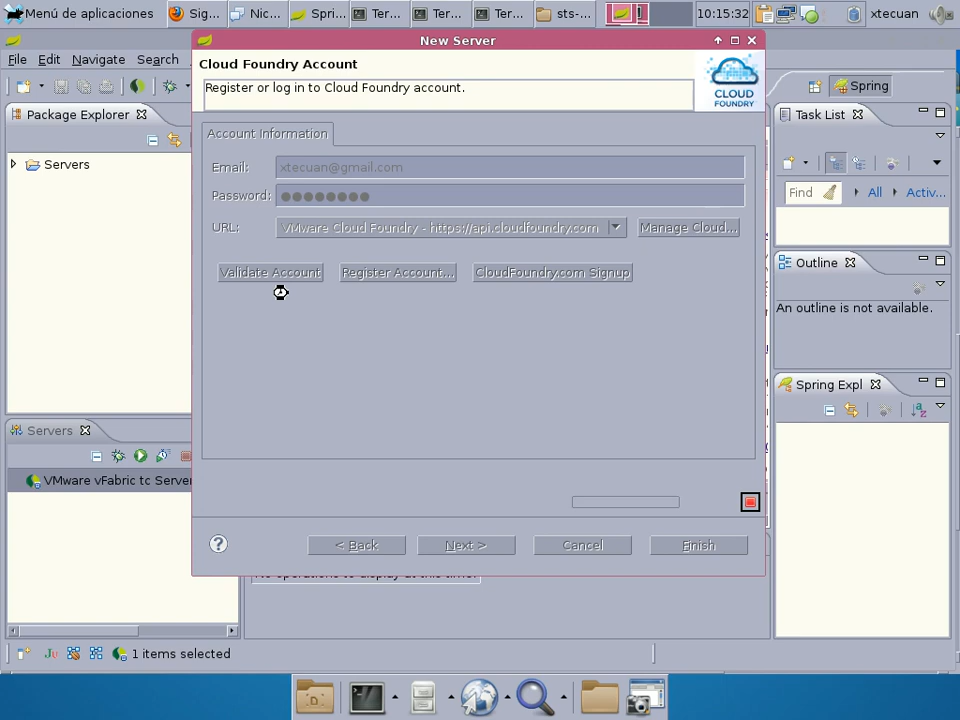 Menú de aplicaciones
Sig...
Nic...
Spri...
Ter...
Ter...
Ter...
sts-...
10:15:32
xtecuan
New Server
File Edit Navigate Search
Spring
Cloud Foundry Account
Register or log in to Cloud Foundry account.
CLOUD
FOUNDRY
Package Explorer
Servers
Account Information
Email: xtecuan@gmail.com
Password: ●●●●●●●●
URL: VMware Cloud Foundry - https://api.cloudfoundry.com Manage Cloud...
Validate Account Register Account... CloudFoundry.com Signup
Task List
Find All Activ...
Outline
An outline is not available.
Spring Expl
Servers
VMware vFabric tc Server
< Back Next > Cancel Finish
No operations to display at this time.
1 items selected